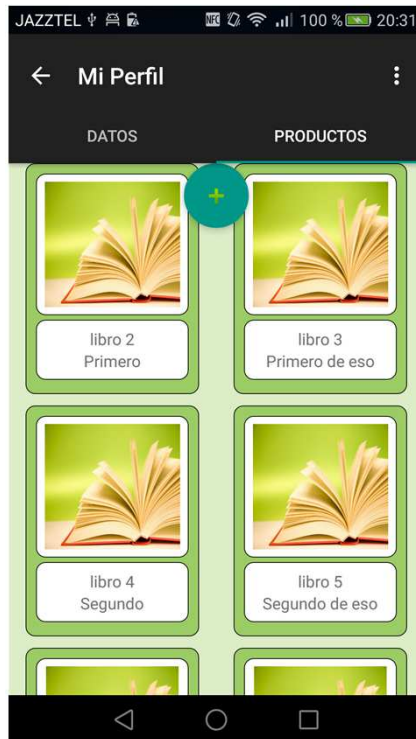 JAZZTEL NFC 100 % 20:31
Mi Perfil
DATOS PRODUCTOS
+
libro 2
Primero
libro 3
Primero de eso
libro 4
Segundo
libro 5
Segundo de eso